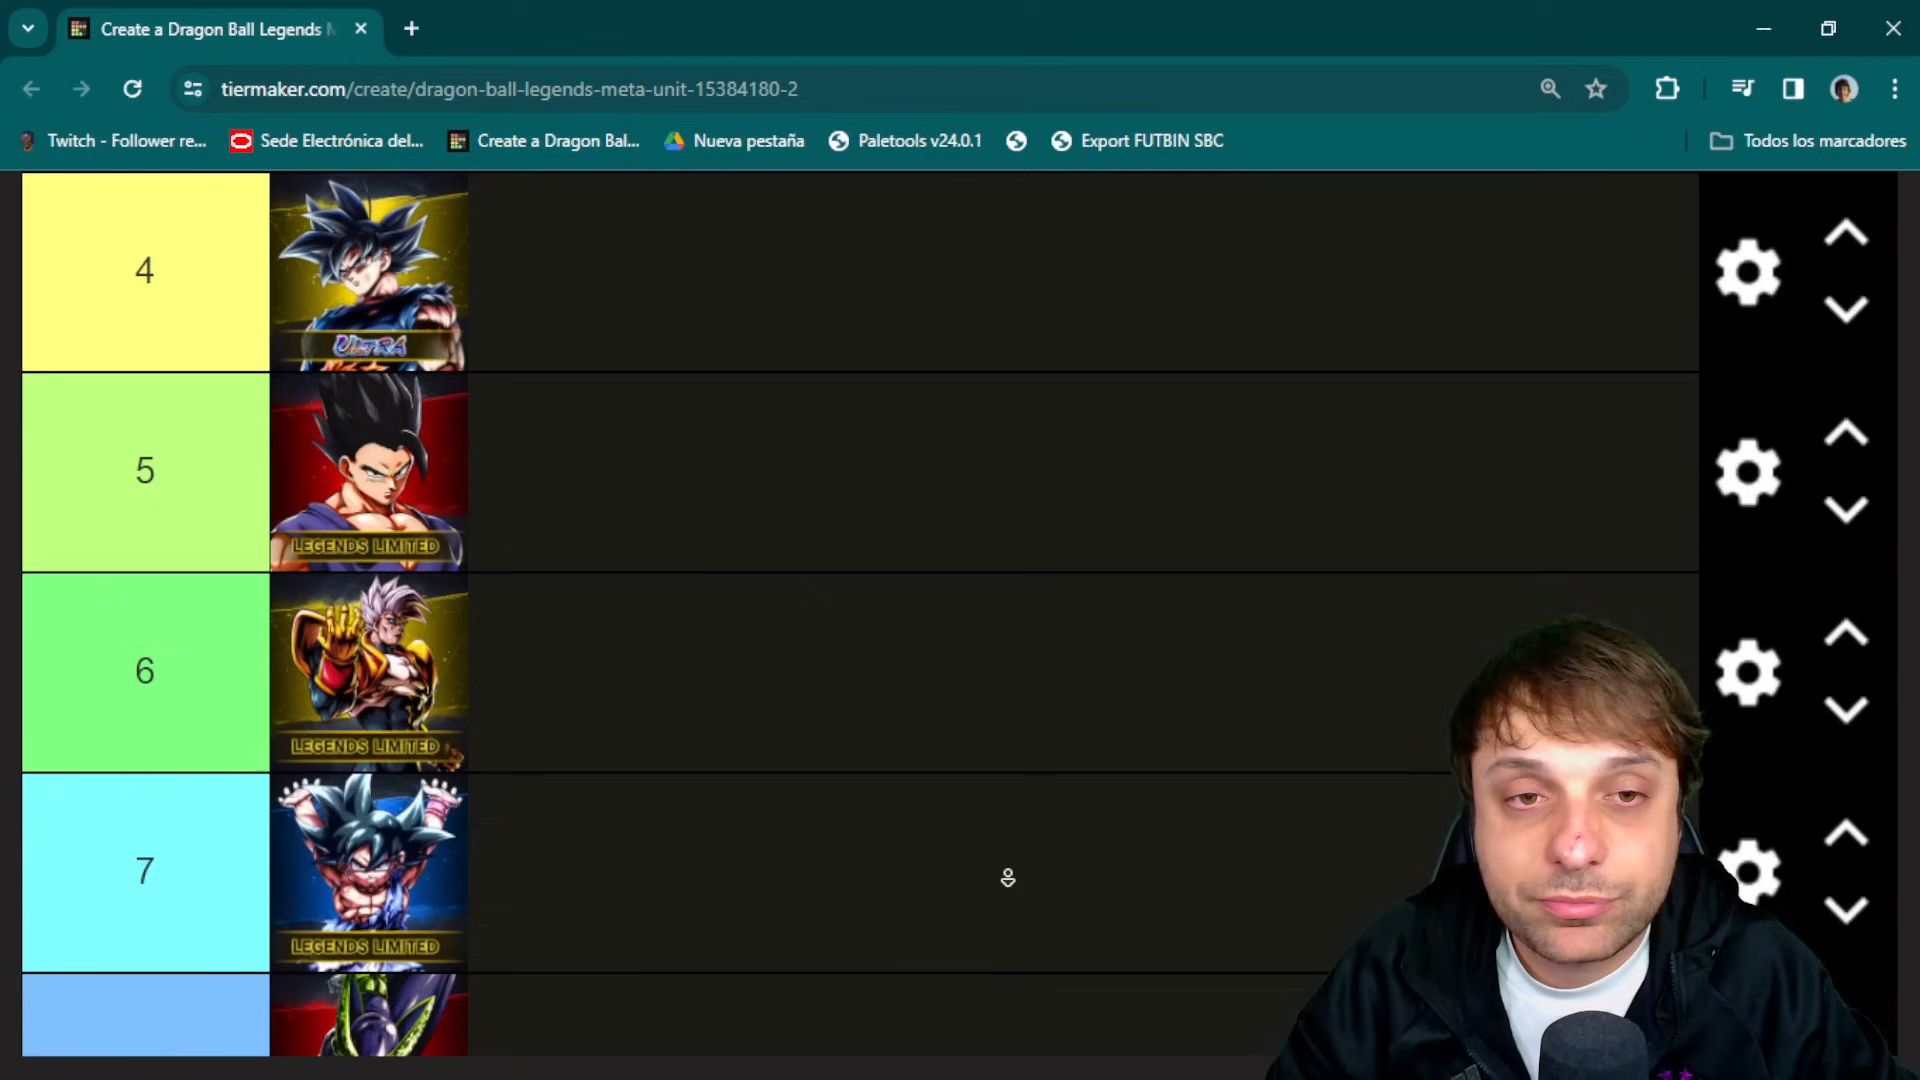 Create a Dragon Ball Legends
tiermaker.com/create/dragon-ball-legends-meta-unit-15384180-2
Twitch - Follower re...
Sede Electrónica del...
Create a Dragon Bal...
Nueva pestaña
Paletools v24.0.1
Export FUTBIN SBC
Todos los marcadores
4
ULTRA
5
LEGENDS LIMITED
6
LEGENDS LIMITED
7
LEGENDS LIMITED